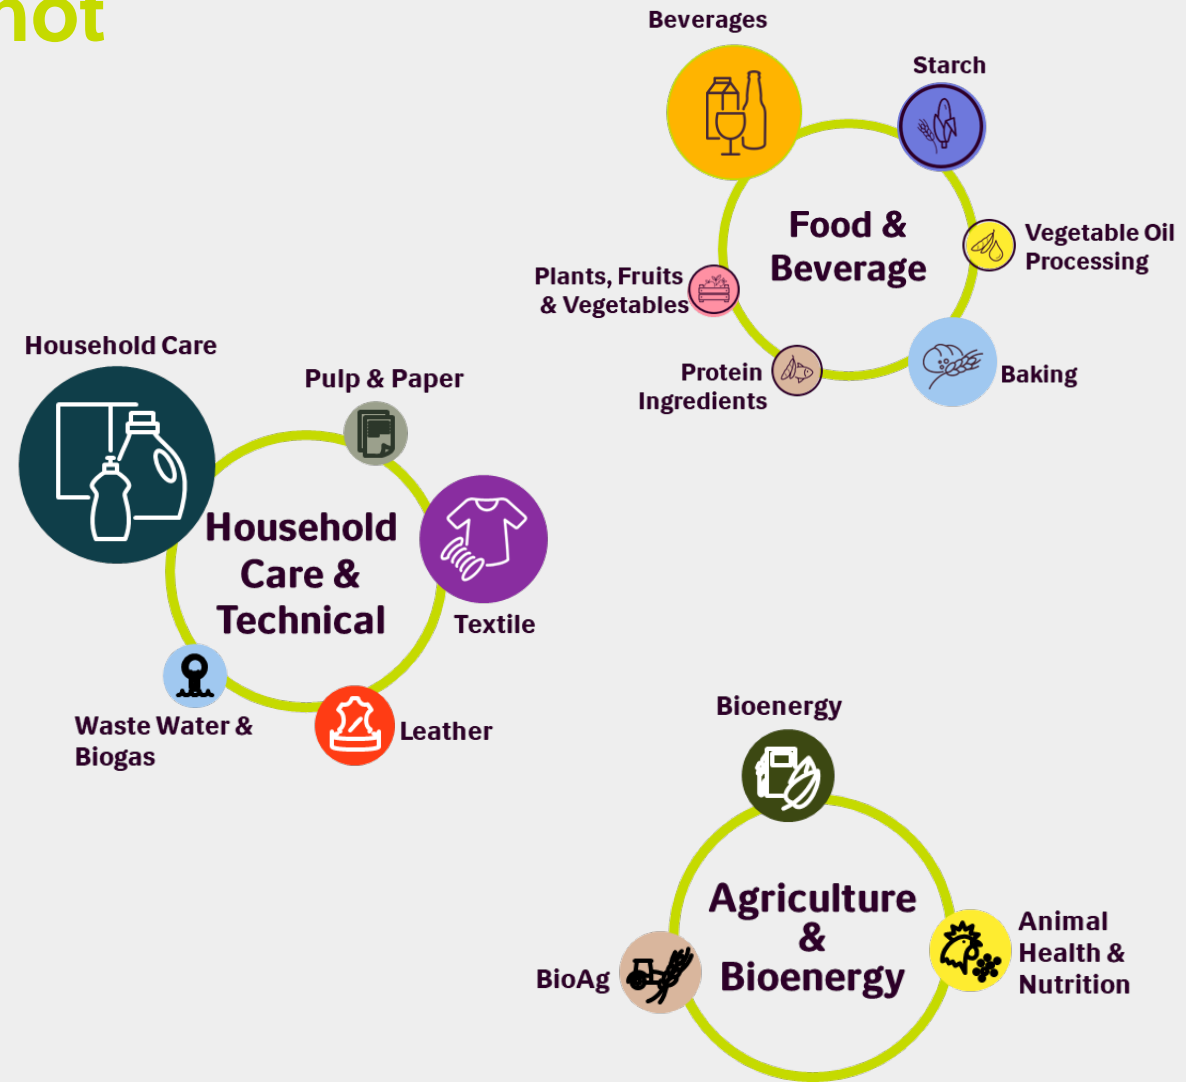 Beverages
Starch
Food &
Beverage
Vegetable Oil
Processing
Plants, Fruits
& Vegetables
Protein
Ingredients
Baking
Household Care
Pulp & Paper
Household
Care &
Technical
Textile
Waste Water &
Biogas
Leather
Bioenergy
Agriculture
&
Bioenergy
BioAg
Animal
Health &
Nutrition